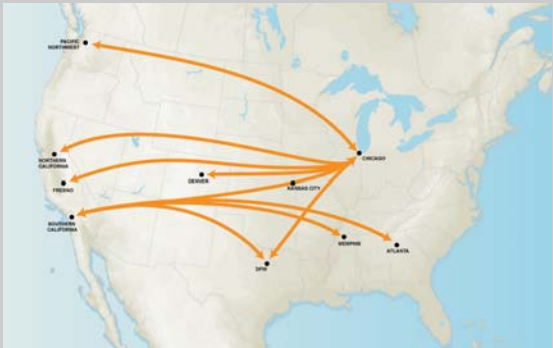 PACIFIC
NORTHWEST
NORTHERN
CALIFORNIA
CHICAGO
FRESNO
DENVER
KANSAS CITY
SOUTHERN
CALIFORNIA
MEMPHIS
ATLANTA
DFW